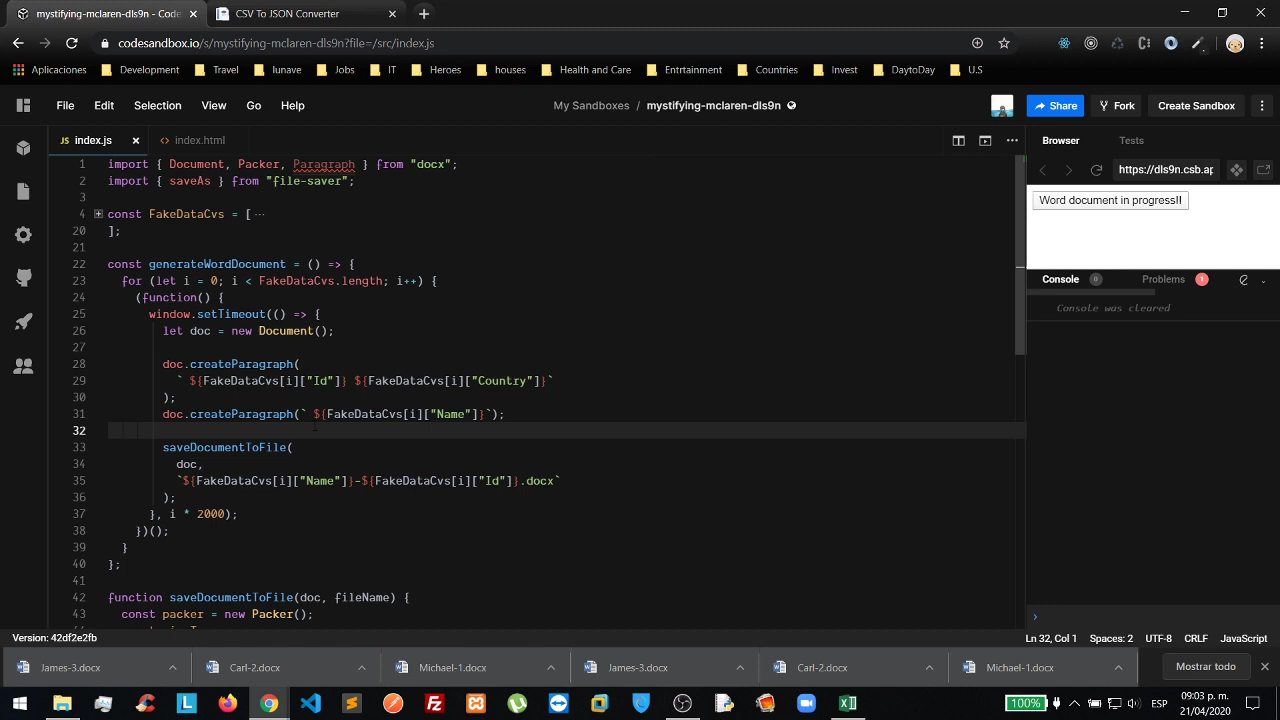 mystifying-mclaren-dls9n - Code
CSV To JSON Converter
codesandbox.io/s/mystifying-mclaren-dls9n?file=/src/index.js
Aplicaciones Development Travel lunave Jobs IT Heroes houses Health and Care Entrtainment Countries Invest DaytoDay U.S
File Edit Selection View Go Help My Sandboxes / mystifying-mclaren-dls9n Share Fork Create Sandbox
JS index.js index.html Browser Tests
https://dls9n.csb.ap
Word document in progress!!
Console 0 Problems 1
Console was cleared
1 import { Document, Packer, Paragraph } from "docx";
2 import { saveAs } from "file-saver";
3
4 const FakeDataCvs = [ ···
20 ];
21
22 const generateWordDocument = () => {
23 for (let i = 0; i < FakeDataCvs.length; i++) {
24 (function() {
25 window.setTimeout(() => {
26 let doc = new Document();
27
28 doc.createParagraph(
29 ` ${FakeDataCvs[i]["Id"]} ${FakeDataCvs[i]["Country"]}`
30 );
31 doc.createParagraph(` ${FakeDataCvs[i]["Name"]}`);
32
33 saveDocumentToFile(
34 doc,
35 `${FakeDataCvs[i]["Name"]}-${FakeDataCvs[i]["Id"]}.docx`
36 );
37 }, i * 2000);
38 })();
39 }
40 };
41
42 function saveDocumentToFile(doc, fileName) {
43 const packer = new Packer();
Version: 42df2e2fb Ln 32, Col 1 Spaces: 2 UTF-8 CRLF JavaScript
James-3.docx Carl-2.docx Michael-1.docx James-3.docx Carl-2.docx Michael-1.docx Mostrar todo
100% ESP 09:03 p. m.
21/04/2020